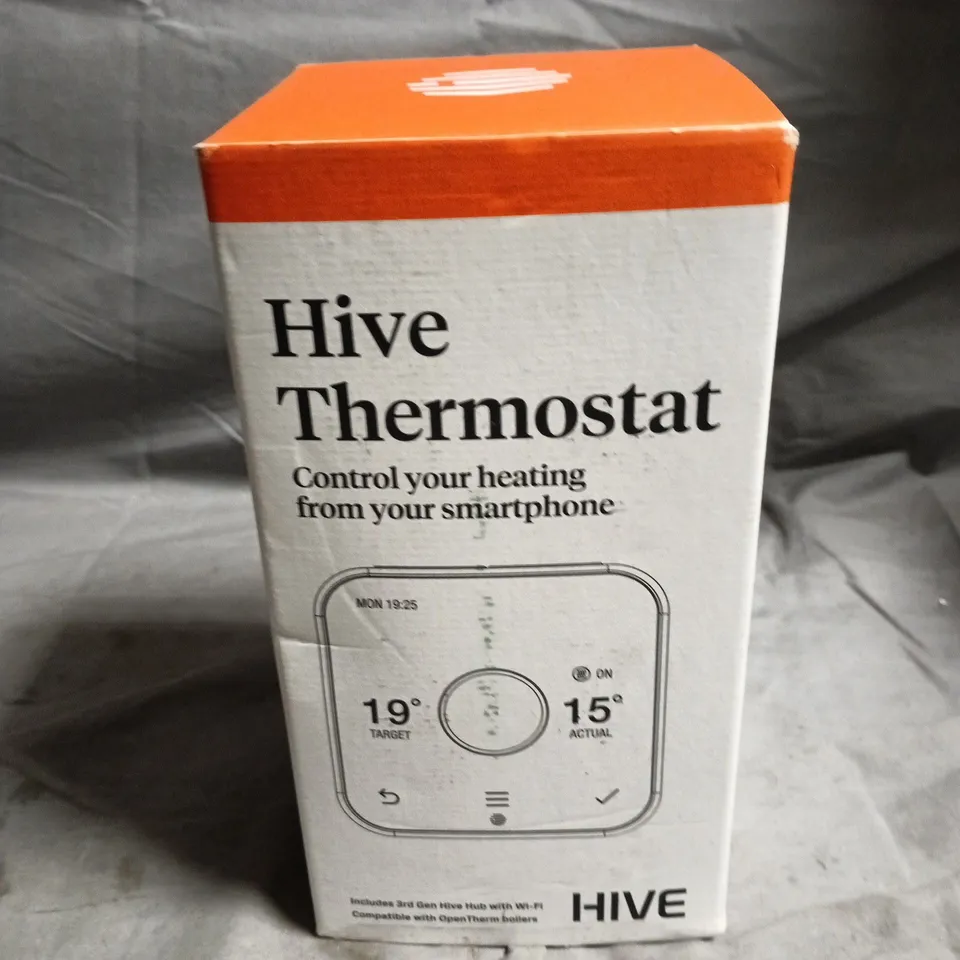 Hive
Thermostat
Control your heating
from your smartphone
MON 19:25
ON
19° 15°
TARGET ACTUAL
Includes 3rd Gen Hive Hub with Wi-Fi
Compatible with OpenTherm boilers
HIVE